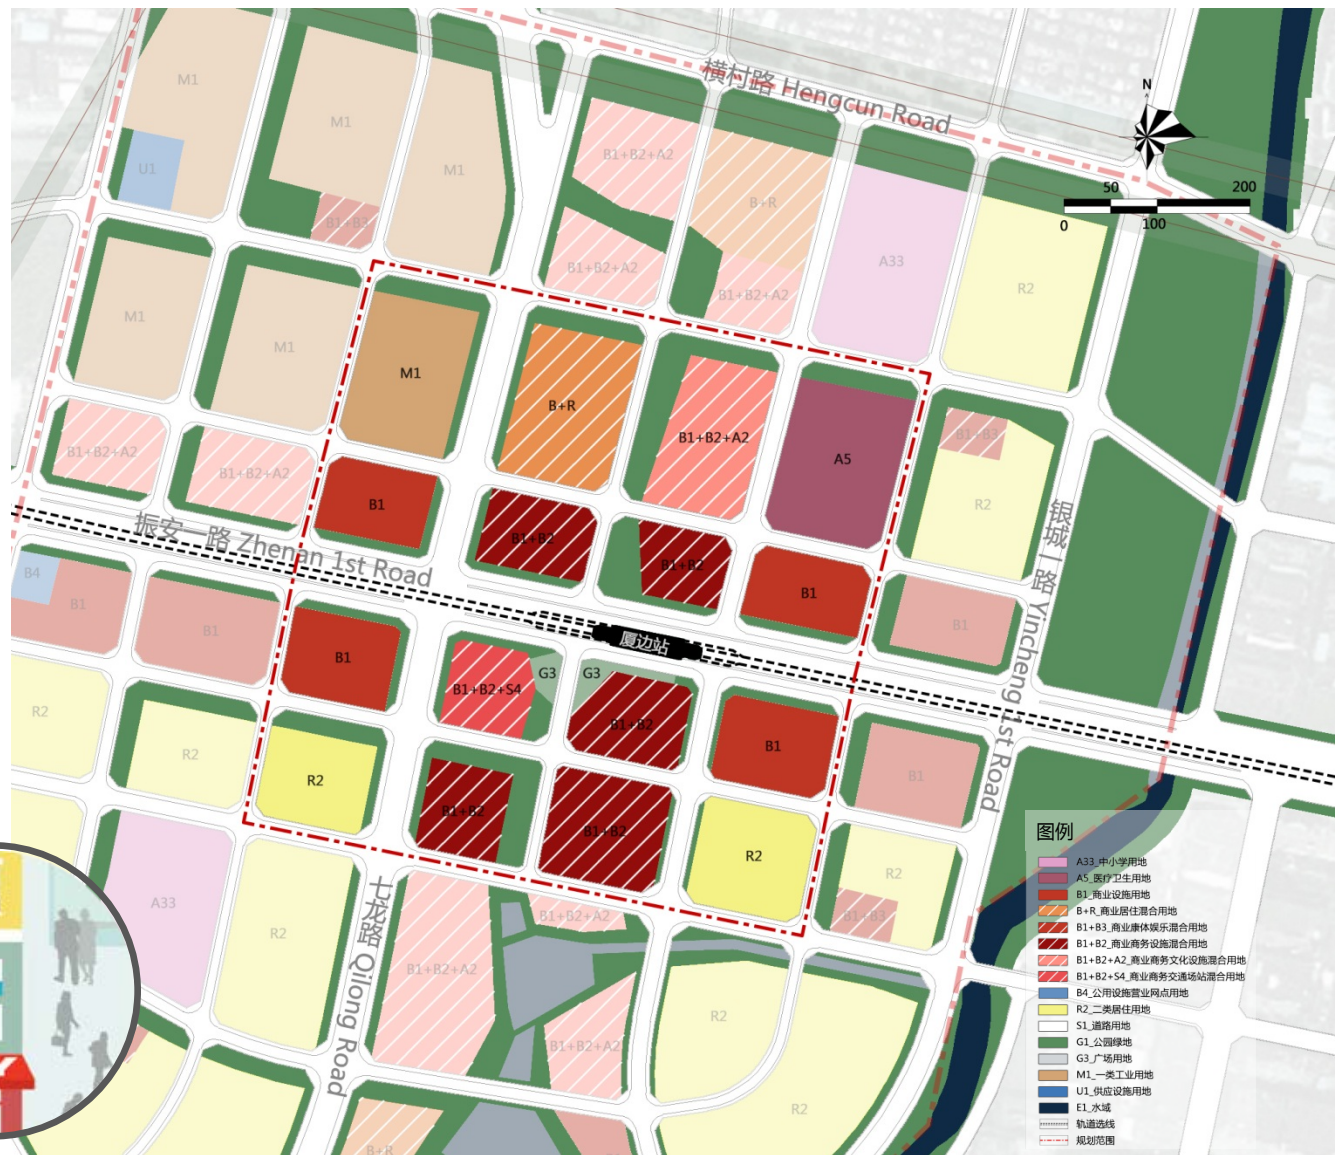 横村路 Hengcun Road
N
50
200
0
100
M1
M1
M1
U1
B1+B3
B1+B2+A2
B+R
B1+B2+A2
B1+B2+A2
A33
R2
M1
M1
M1
B+R
B1+B2+A2
A5
B1+B3
R2
B1+B2+A2
B1+B2+A2
B1
B1+B2
B1+B2
B1
B1
振安一路 Zhenan 1st Road
银城一路 Yincheng 1st Road
厦边站
B4
B1
B1
B1
B1+B2+S4
G3
G3
B1+B2
B1
B1
R2
R2
R2
B1+B2
B1+B2
R2
R2
B1+B3
A33
R2
七龙路 Qilong Road
B1+B2+A2
B1+B2+A2
B1+B2+A2
R2
R2
B+R
图例
A33_中小学用地
A5_医疗卫生用地
B1_商业设施用地
B+R_商业居住混合用地
B1+B3_商业康体娱乐混合用地
B1+B2_商业商务设施混合用地
B1+B2+A2_商业商务文化设施混合用地
B1+B2+S4_商业商务交通场站混合用地
B4_公用设施营业网点用地
R2_二类居住用地
S1_道路用地
G1_公园绿地
G3_广场用地
M1_一类工业用地
U1_供应设施用地
E1_水域
轨道选线
规划范围